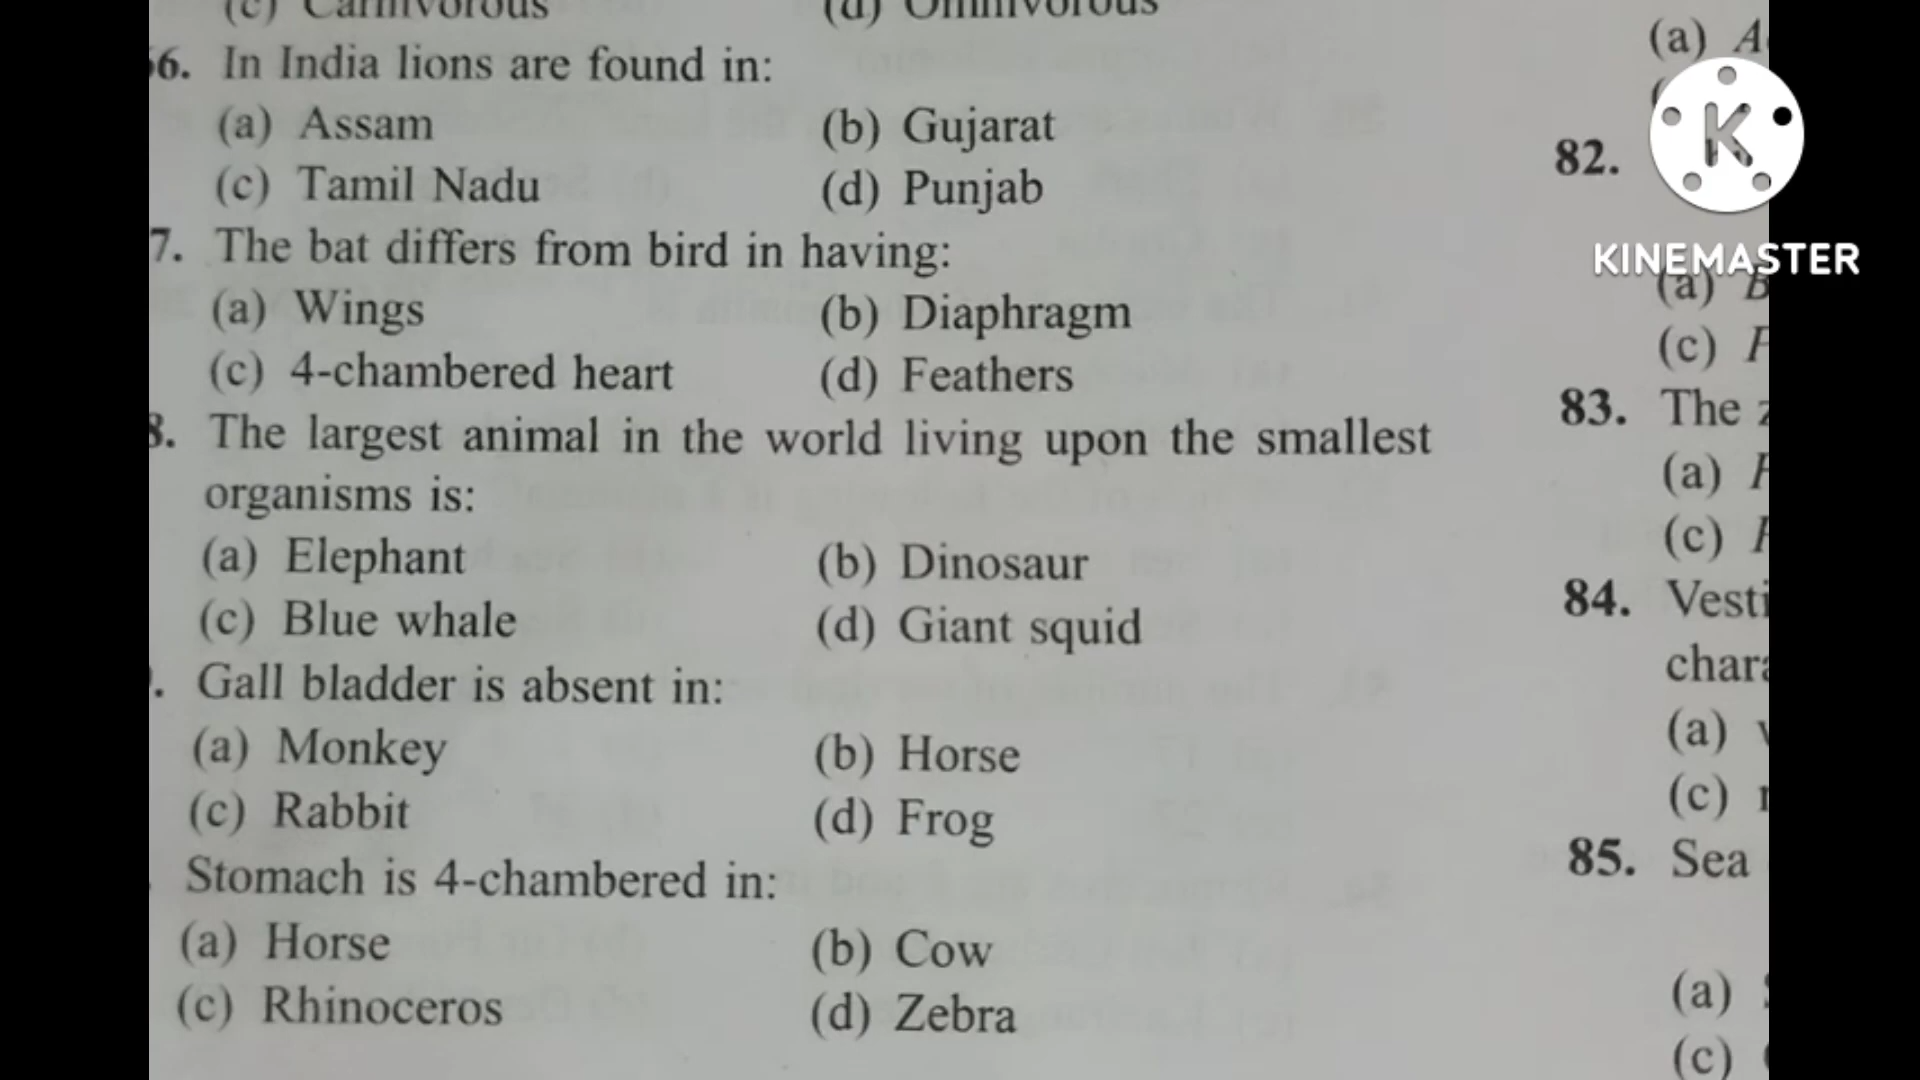 (c) Carnivorous (d) Omnivorous
6. In India lions are found in:
(a) Assam (b) Gujarat
(c) Tamil Nadu (d) Punjab
7. The bat differs from bird in having:
(a) Wings (b) Diaphragm
(c) 4-chambered heart (d) Feathers
8. The largest animal in the world living upon the smallest
organisms is:
(a) Elephant (b) Dinosaur
(c) Blue whale (d) Giant squid
. Gall bladder is absent in:
(a) Monkey (b) Horse
(c) Rabbit (d) Frog
Stomach is 4-chambered in:
(a) Horse (b) Cow
(c) Rhinoceros (d) Zebra
(a) A
82.
K
KINEMASTER
(a) B
(c) F
83. The
(a)
(c)
84. Vesti
chara
(a)
(c)
85. Sea
(a)
(c)